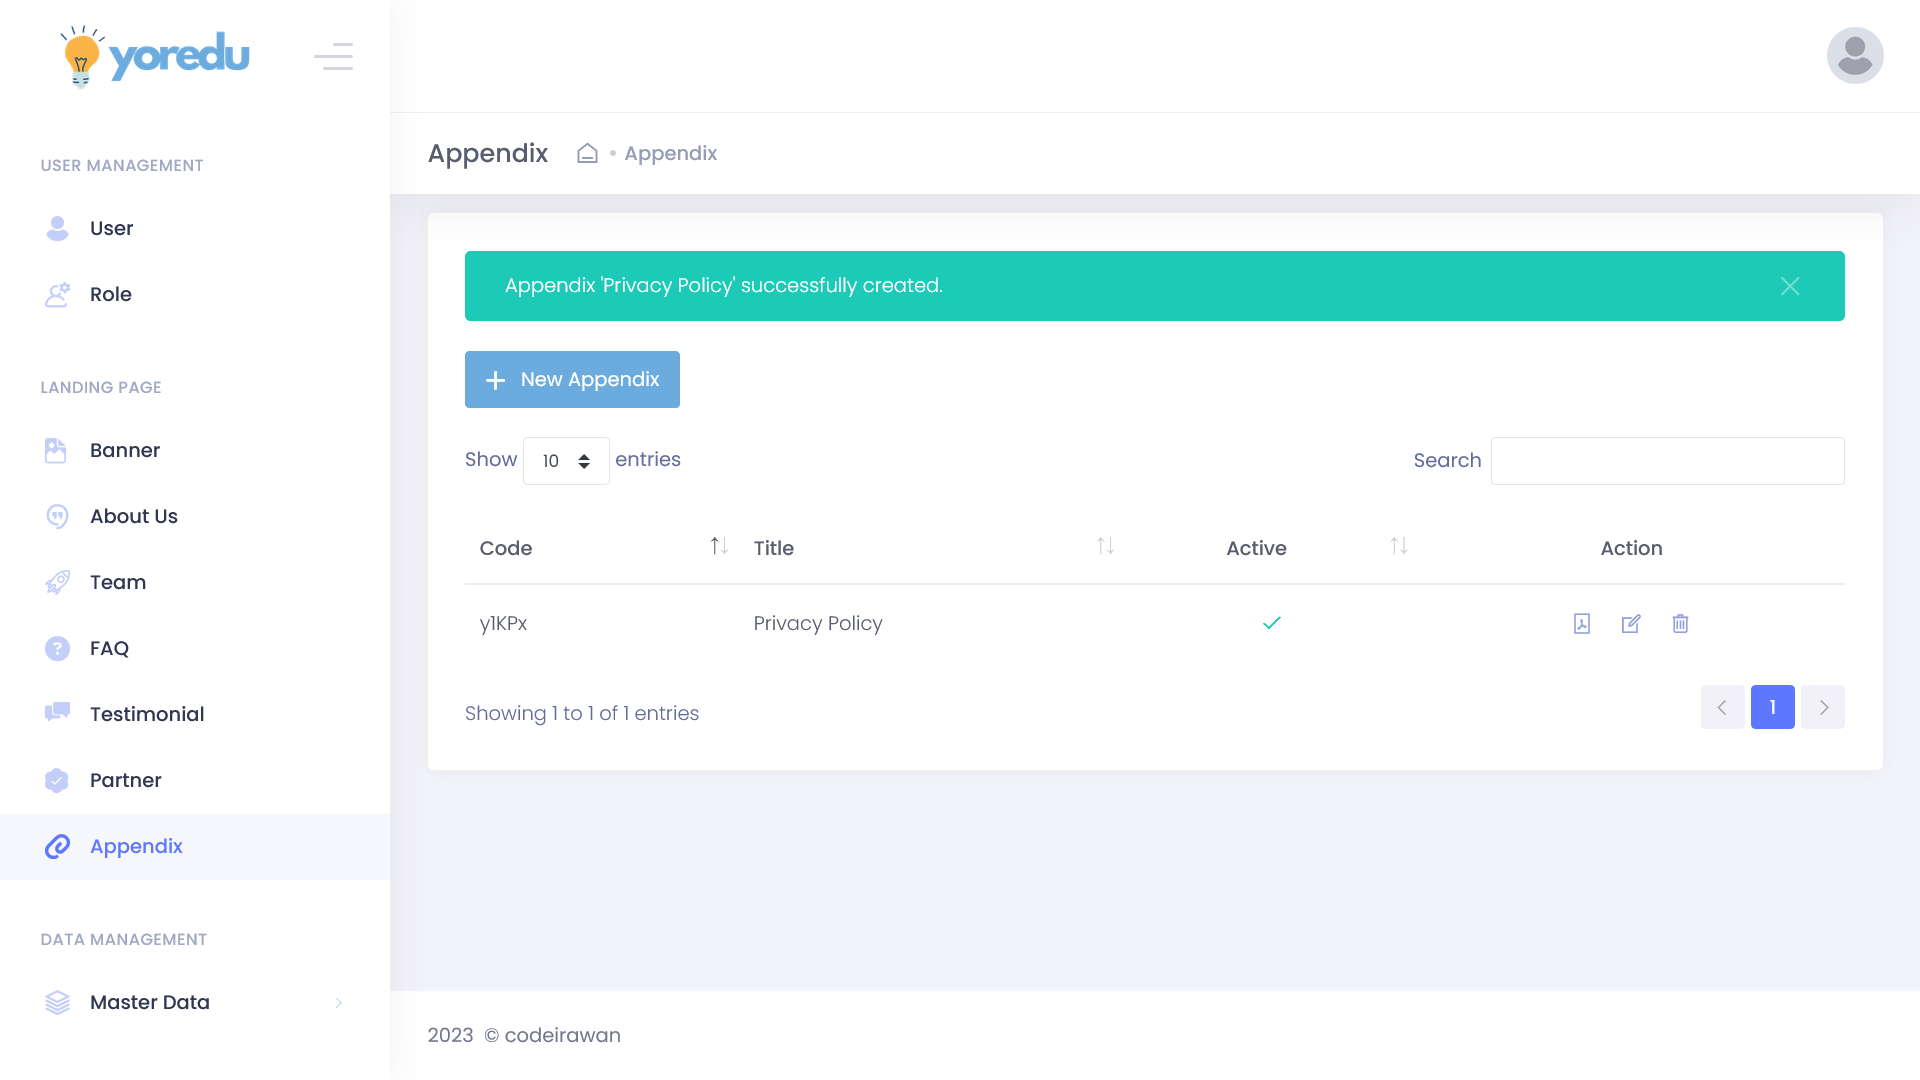 yoredu
USER MANAGEMENT
User
Role
LANDING PAGE
Banner
About Us
Team
FAQ
Testimonial
Partner
Appendix
DATA MANAGEMENT
Master Data
Appendix • Appendix
Appendix 'Privacy Policy' successfully created.
New Appendix
Show 10 entries
Search
Code Title Active Action
y1KPx Privacy Policy
Showing 1 to 1 of 1 entries
1
2023 © codeirawan